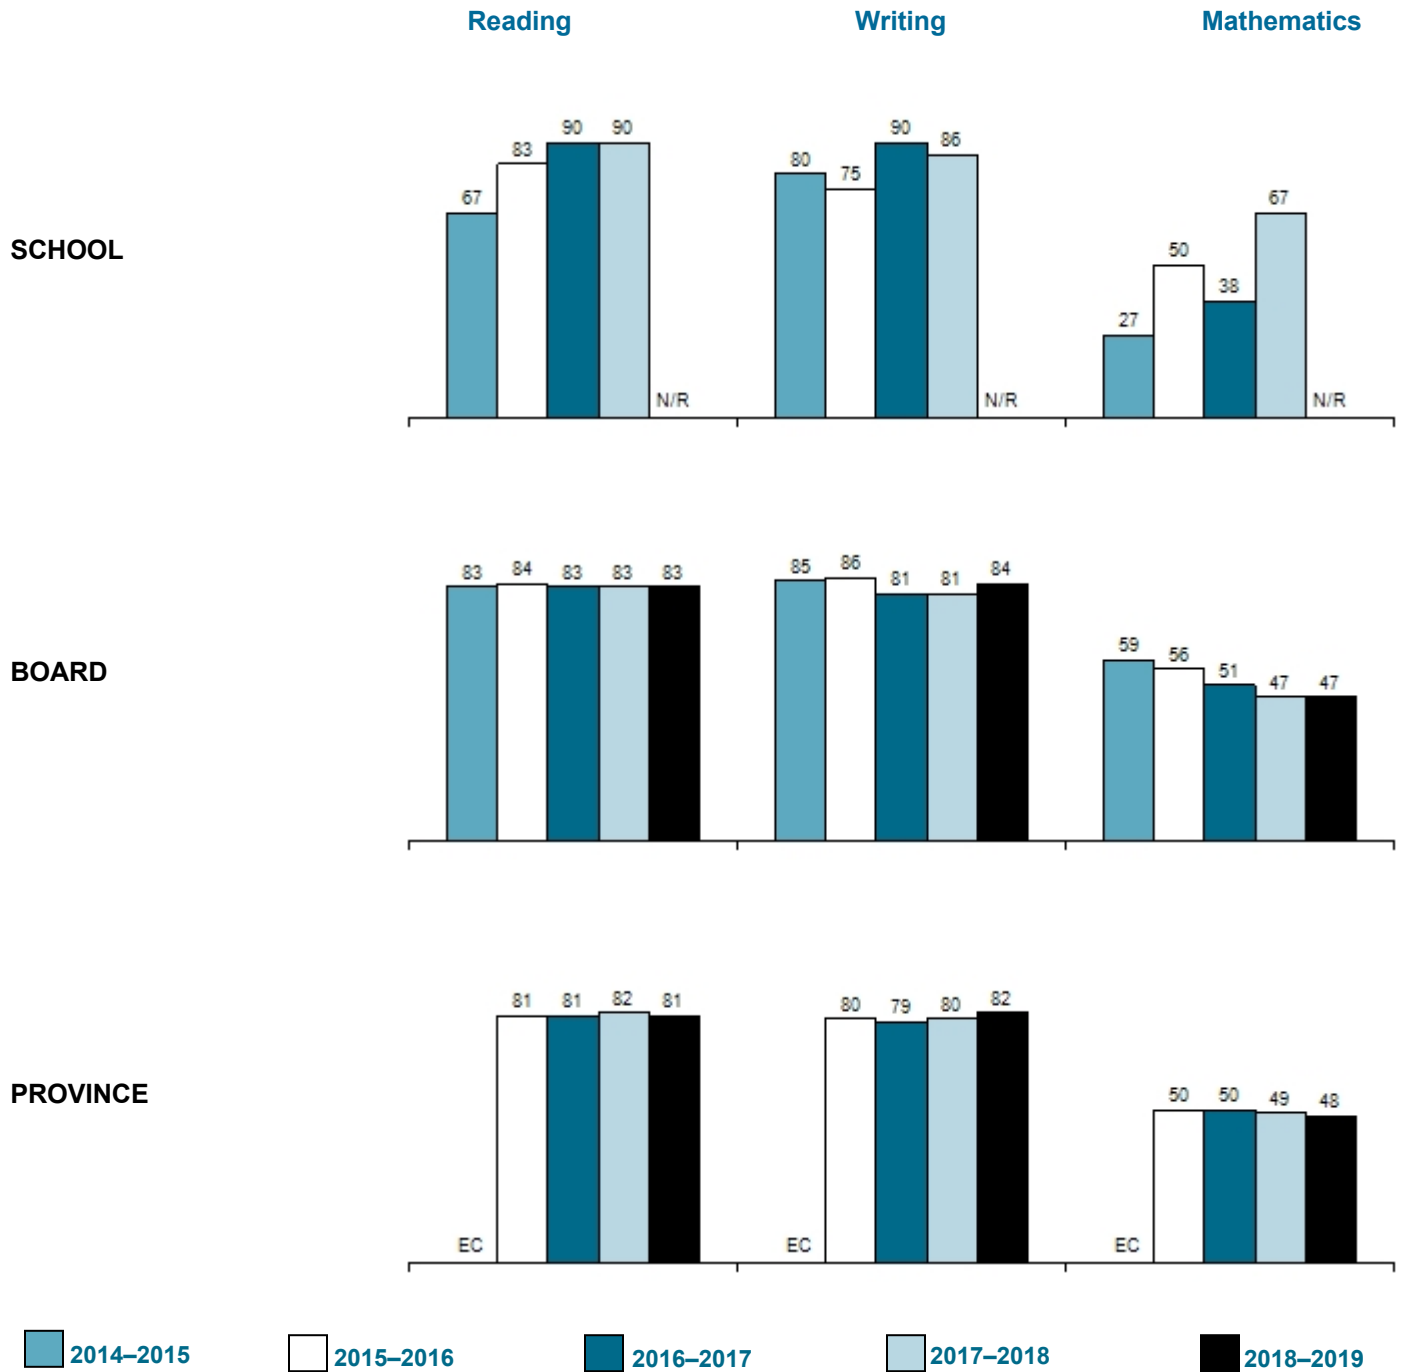 Reading Writing Mathematics
SCHOOL
67 83 90 90 N/R
80 75 90 86 N/R
27 50 38 67 N/R
BOARD
83 84 83 83 83
85 86 81 81 84
59 56 51 47 47
PROVINCE
EC 81 81 82 81
EC 80 79 80 82
EC 50 50 49 48
2014–2015 2015–2016 2016–2017 2017–2018 2018–2019